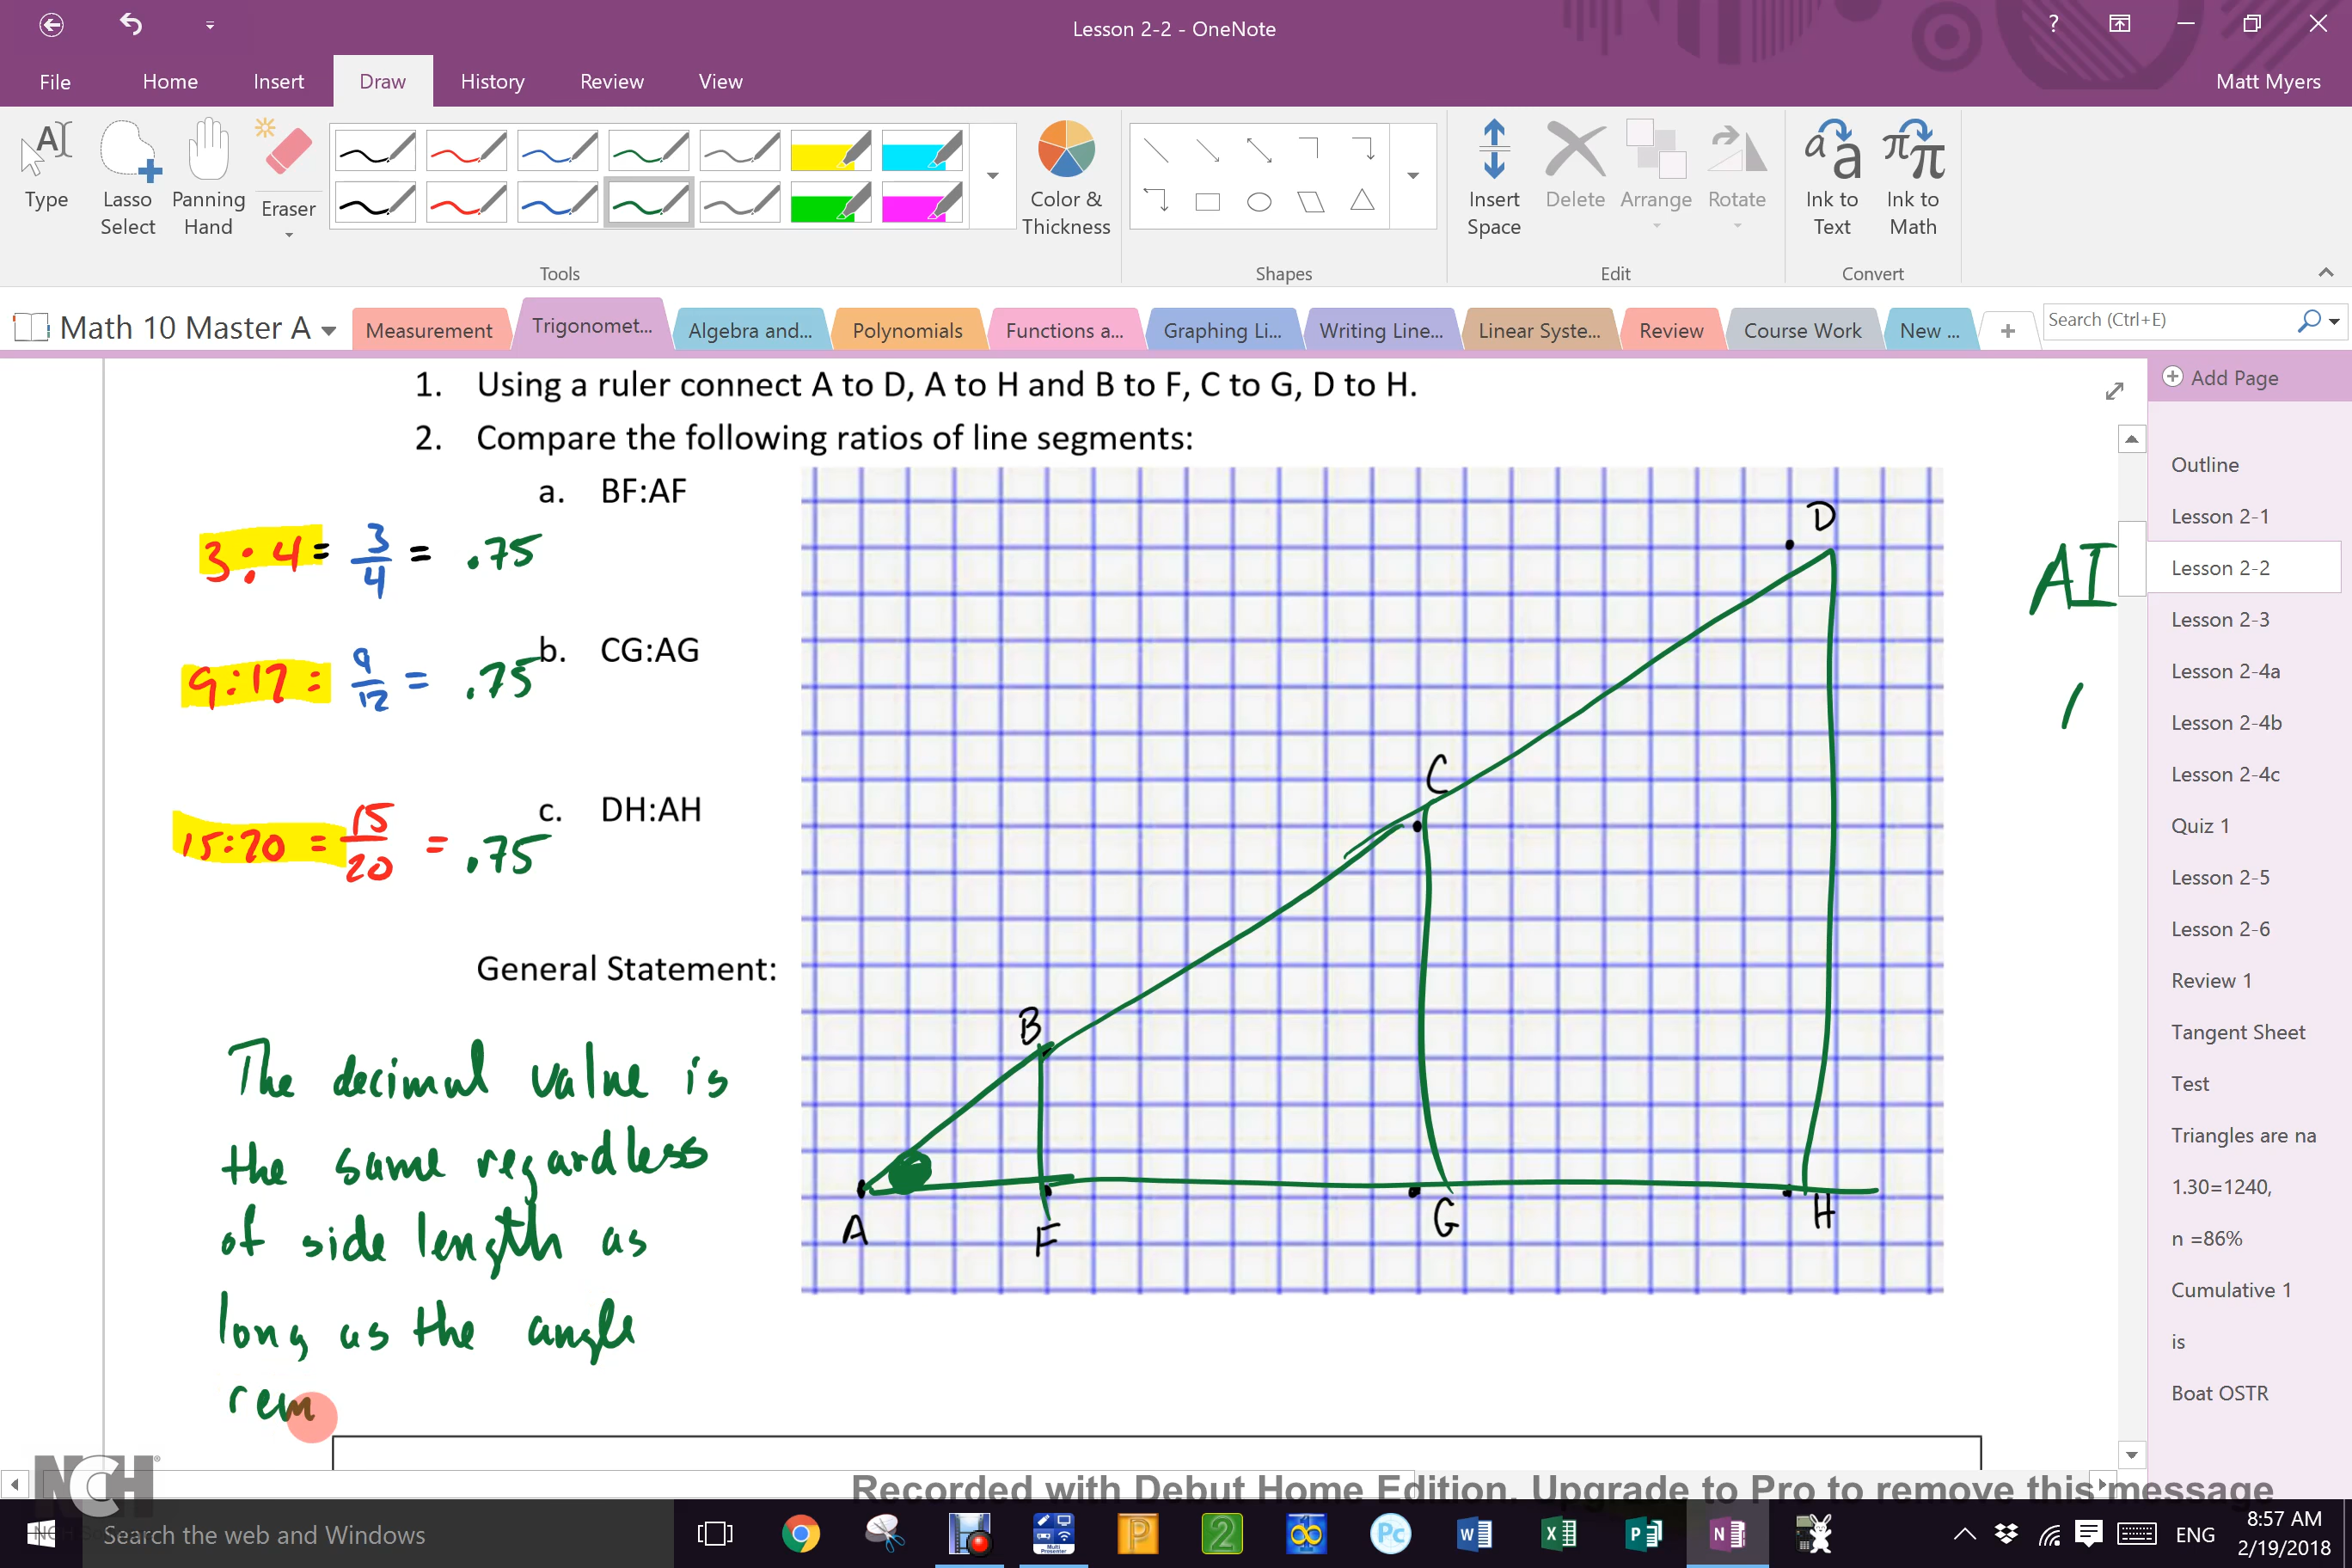 Lesson 2-2 - OneNote
?
File Home Insert Draw History Review View Matt Myers
Type
Lasso Select
Panning Hand
Eraser
Color & Thickness
Insert Space
Delete
Arrange
Rotate
Ink to Text
Ink to Math
Tools Shapes Edit Convert
Math 10 Master A Measurement Trigonomet... Algebra and... Polynomials Functions a... Graphing Li... Writing Line... Linear Syste... Review Course Work New ... + Search (Ctrl+E)
1. Using a ruler connect A to D, A to H and B to F, C to G, D to H.
2. Compare the following ratios of line segments:
a. BF:AF
3:4 = 3/4 = .75
b. CG:AG
9:12 = 9/12 = .75
c. DH:AH
15:20 = 15/20 = .75
General Statement:
The decimal value is
the same regardless
of side length as
long as the angle
rem
D
C
B
A F G H
Add Page
Outline
Lesson 2-1
Lesson 2-2
Lesson 2-3
Lesson 2-4a
Lesson 2-4b
Lesson 2-4c
Quiz 1
Lesson 2-5
Lesson 2-6
Review 1
Tangent Sheet
Test
Triangles are na
1.30=1240,
n =86%
Cumulative 1
is
Boat OSTR
NCH
Recorded with Debut Home Edition. Upgrade to Pro to remove this message
Search the web and Windows
ENG
8:57 AM
2/19/2018